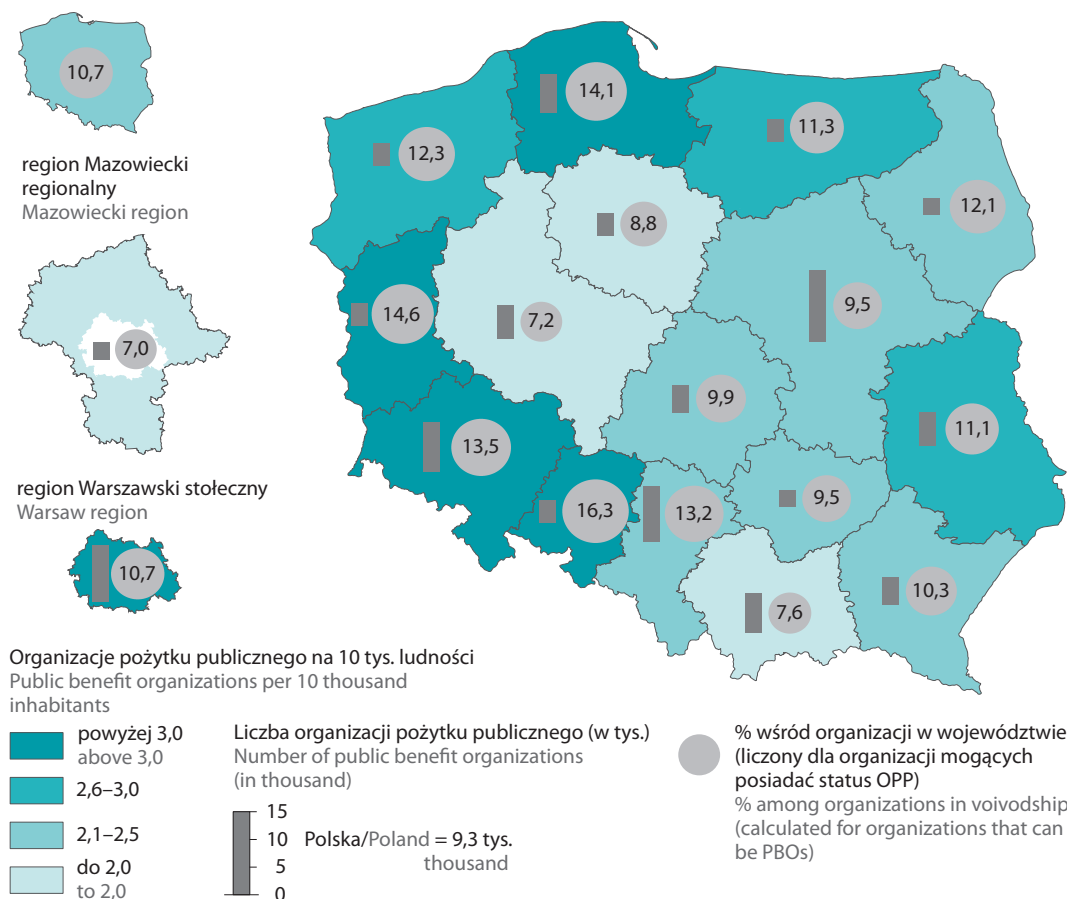 10,7
region Mazowiecki
regionalny
Mazowiecki region
7,0
region Warszawski stołeczny
Warsaw region
10,7
14,1
11,3
12,3
12,1
8,8
14,6
7,2
9,5
9,9
11,1
13,5
16,3
13,2
9,5
10,3
7,6
Organizacje pożytku publicznego na 10 tys. ludności
Public benefit organizations per 10 thousand
inhabitants
powyżej 3,0
above 3,0
2,6–3,0
2,1–2,5
do 2,0
to 2,0
Liczba organizacji pożytku publicznego (w tys.)
Number of public benefit organizations
(in thousand)
15
10
5
0
Polska/Poland = 9,3 tys.
thousand
% wśród organizacji w województwie
(liczony dla organizacji mogących
posiadać status OPP)
% among organizations in voivodship
(calculated for organizations that can
be PBOs)